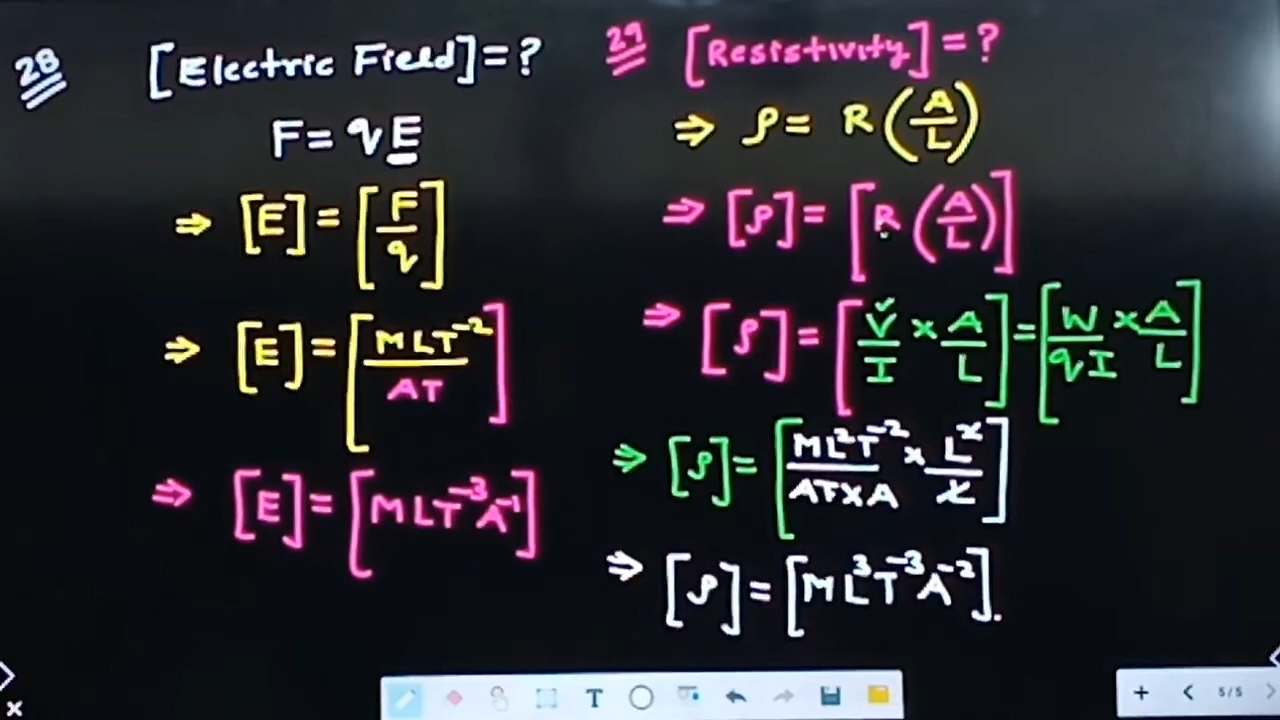 28 [Electric Field] = ?
F = qE
⇒ [E] = [F/q]
⇒ [E] = [MLT⁻²/AT]
⇒ [E] = [MLT⁻³A⁻¹]
29 [Resistivity] = ?
⇒ ρ = R(A/L)
⇒ [ρ] = [R(A/L)]
⇒ [ρ] = [V/I × A/L] = [W/qI × A/L]
⇒ [ρ] = [ML²T⁻²/AT×A × L²/L]
⇒ [ρ] = [ML³T⁻³A⁻²].
T
5/5